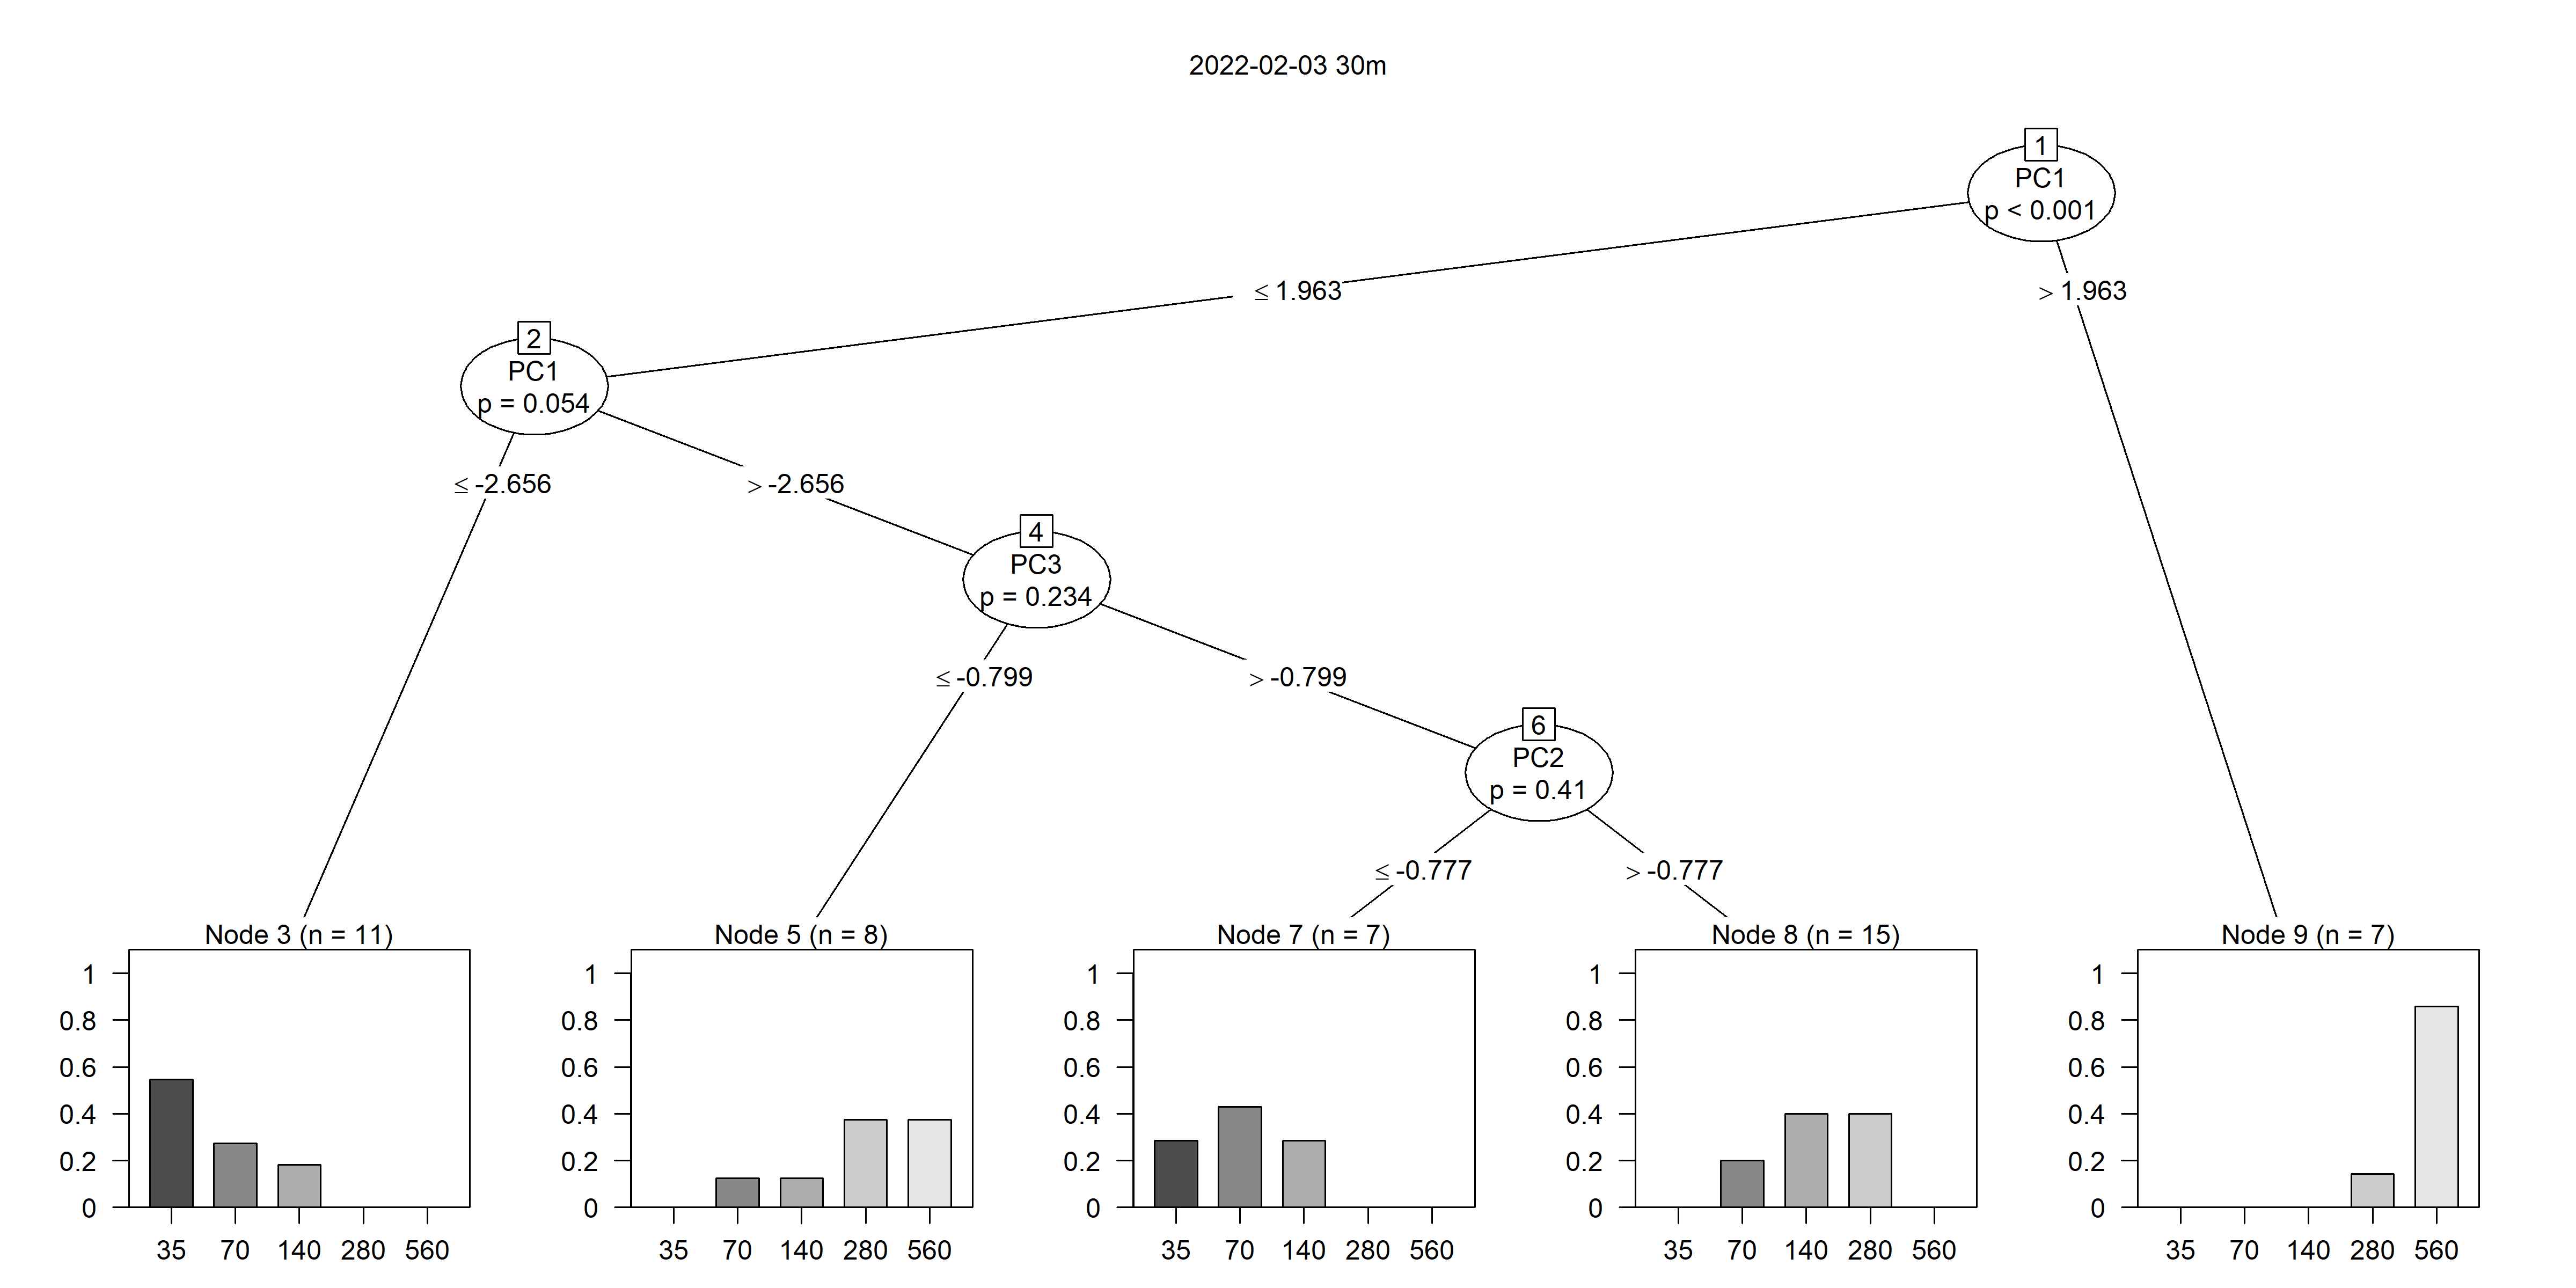 2022-02-03 30m
1
PC1
p < 0.001
≤ 1.963
> 1.963
2
PC1
p = 0.054
≤ -2.656
> -2.656
4
PC3
p = 0.234
≤ -0.799
> -0.799
6
PC2
p = 0.41
≤ -0.777
> -0.777
Node 3 (n = 11)
1
0.8
0.6
0.4
0.2
0
35 70 140 280 560
Node 5 (n = 8)
1
0.8
0.6
0.4
0.2
0
35 70 140 280 560
Node 7 (n = 7)
1
0.8
0.6
0.4
0.2
0
35 70 140 280 560
Node 8 (n = 15)
1
0.8
0.6
0.4
0.2
0
35 70 140 280 560
Node 9 (n = 7)
1
0.8
0.6
0.4
0.2
0
35 70 140 280 560